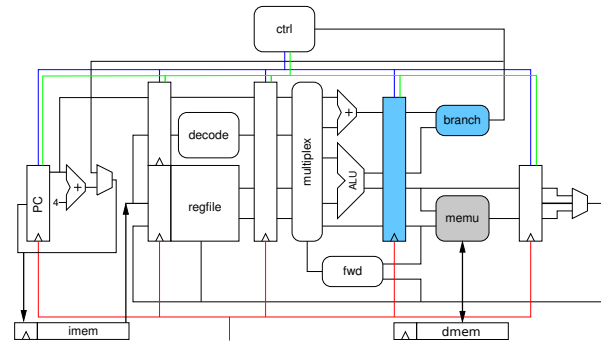 ctrl
decode
multiplex
+
branch
PC
4
+
regfile
ALU
memu
fwd
imem
dmem